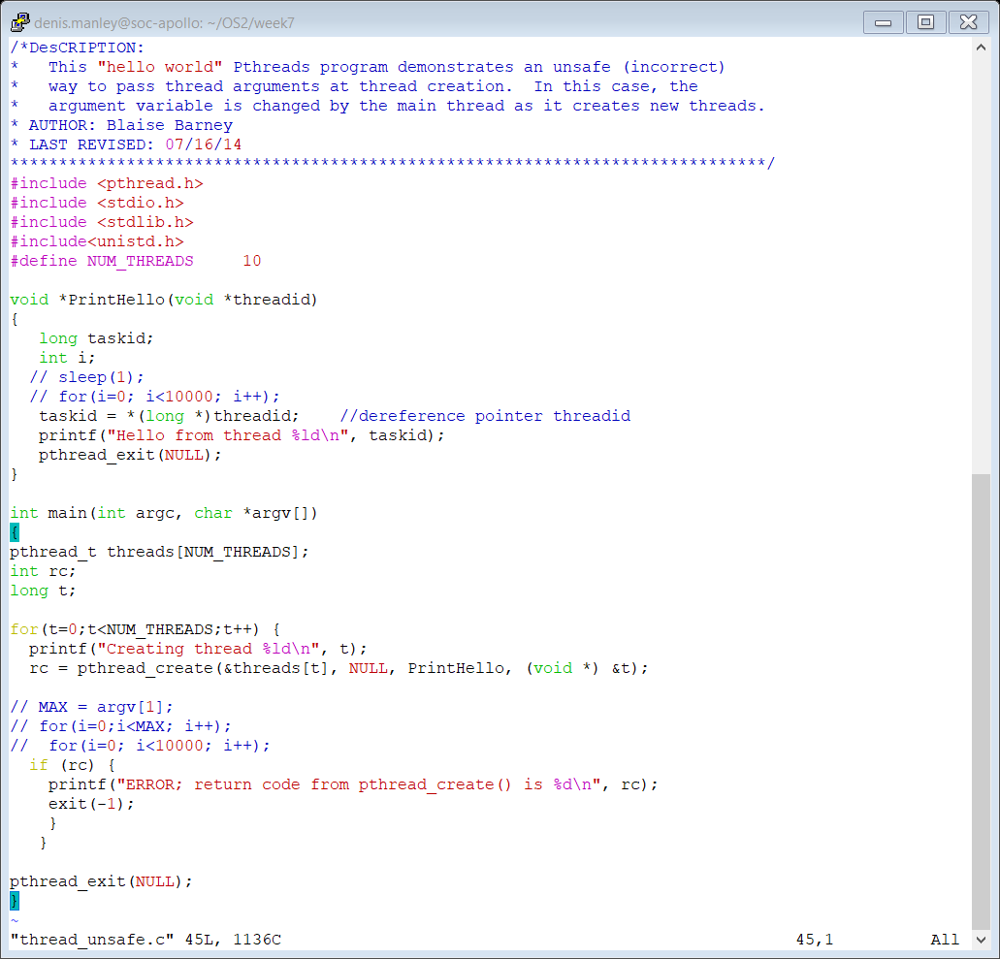 denis.manley@soc-apollo: ~/OS2/week7
/*DesCRIPTION:
*   This "hello world" Pthreads program demonstrates an unsafe (incorrect)
*   way to pass thread arguments at thread creation.  In this case, the
*   argument variable is changed by the main thread as it creates new threads.
* AUTHOR: Blaise Barney
* LAST REVISED: 07/16/14
******************************************************************************/
#include <pthread.h>
#include <stdio.h>
#include <stdlib.h>
#include<unistd.h>
#define NUM_THREADS     10

void *PrintHello(void *threadid)
{
   long taskid;
   int i;
  // sleep(1);
  // for(i=0; i<10000; i++);
   taskid = *(long *)threadid;    //dereference pointer threadid
   printf("Hello from thread %ld\n", taskid);
   pthread_exit(NULL);
}

int main(int argc, char *argv[])
{
pthread_t threads[NUM_THREADS];
int rc;
long t;

for(t=0;t<NUM_THREADS;t++) {
  printf("Creating thread %ld\n", t);
  rc = pthread_create(&threads[t], NULL, PrintHello, (void *) &t);

// MAX = argv[1];
// for(i=0;i<MAX; i++);
//  for(i=0; i<10000; i++);
  if (rc) {
    printf("ERROR; return code from pthread_create() is %d\n", rc);
    exit(-1);
    }
   }

pthread_exit(NULL);
}
~
"thread_unsafe.c" 45L, 1136C                                                     45,1          All